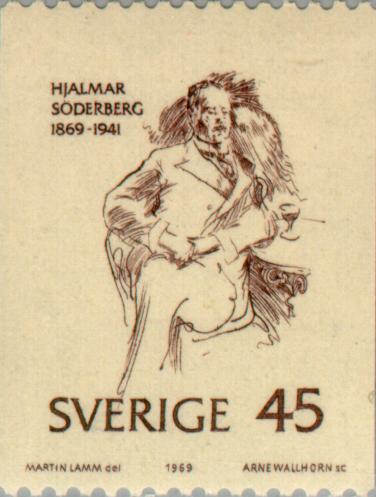 HJALMAR
SÖDERBERG
1869-1941
SVERIGE 45
MARTIN LAMM del 1969 ARNE WALLHORN SC